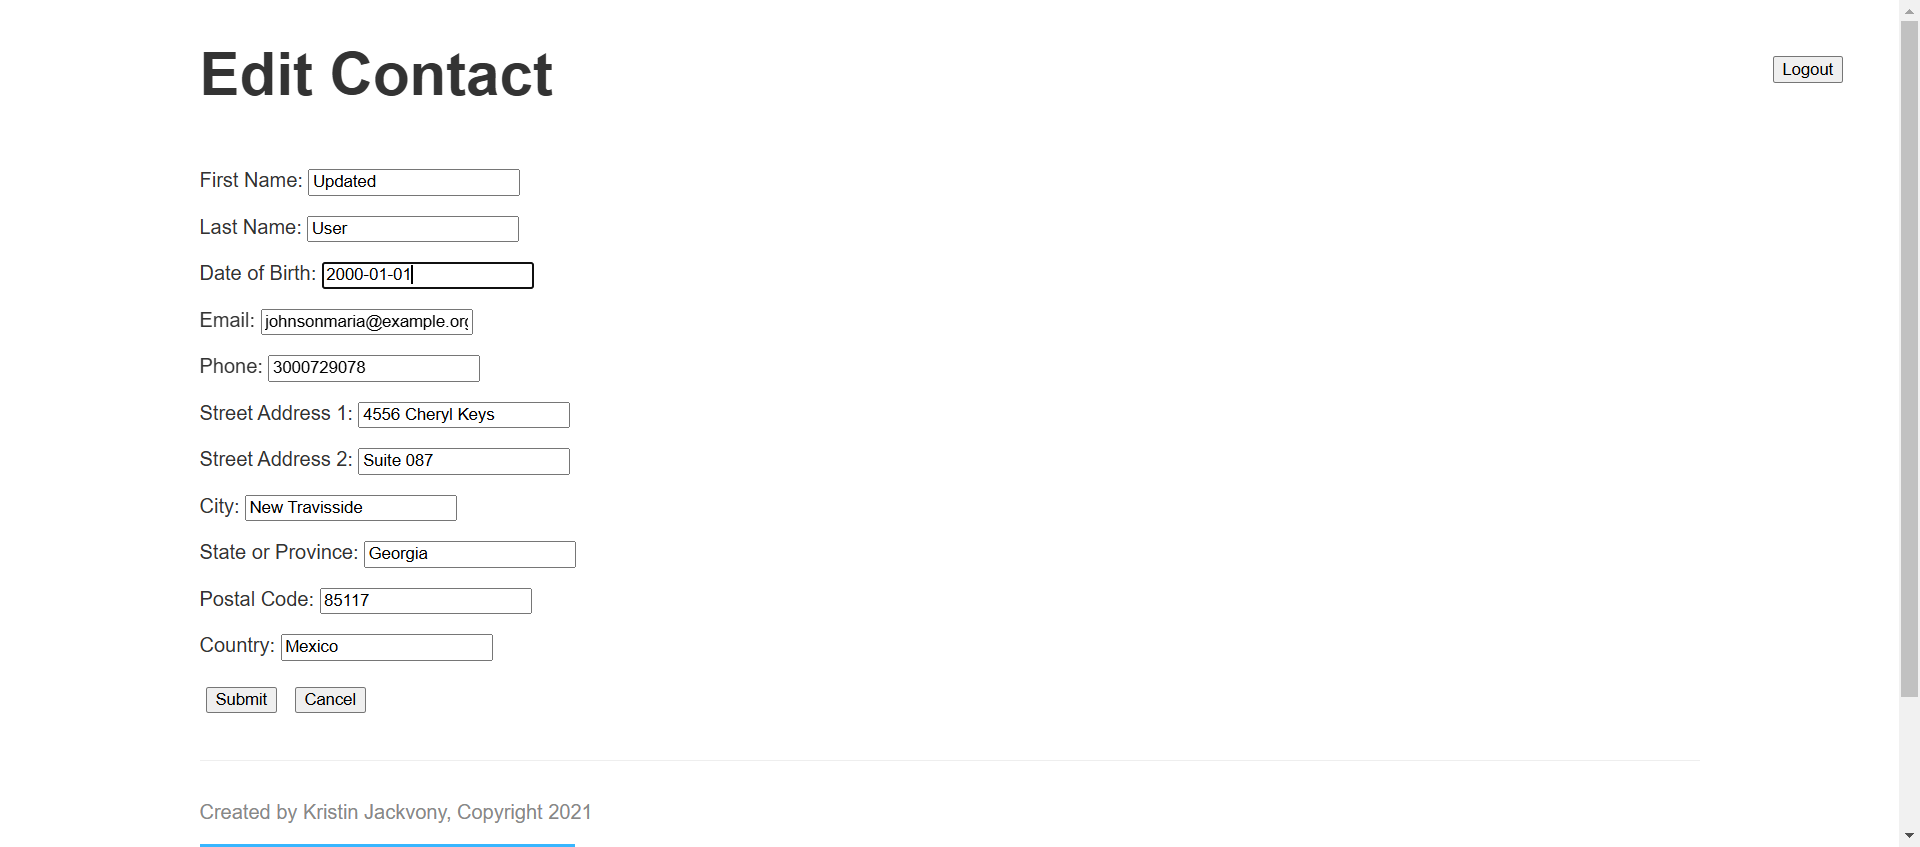 Edit Contact
Logout
First Name: Updated
Last Name: User
Date of Birth: 2000-01-01
Email: johnsonmaria@example.org
Phone: 3000729078
Street Address 1: 4556 Cheryl Keys
Street Address 2: Suite 087
City: New Travisside
State or Province: Georgia
Postal Code: 85117
Country: Mexico
Submit Cancel
Created by Kristin Jackvony, Copyright 2021